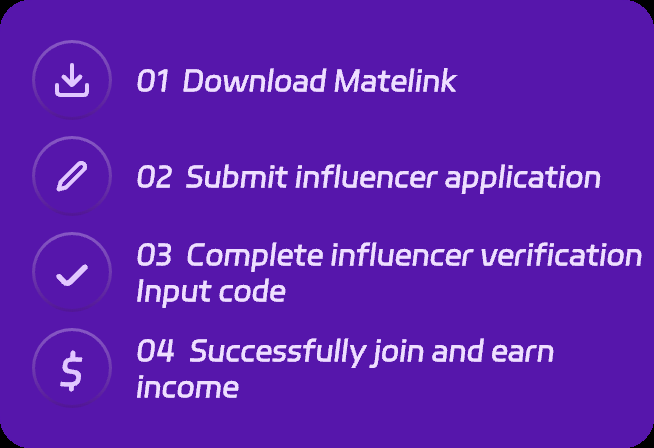 01 Download Matelink
02 Submit influencer application
03 Complete influencer verification
Input code
04 Successfully join and earn
income